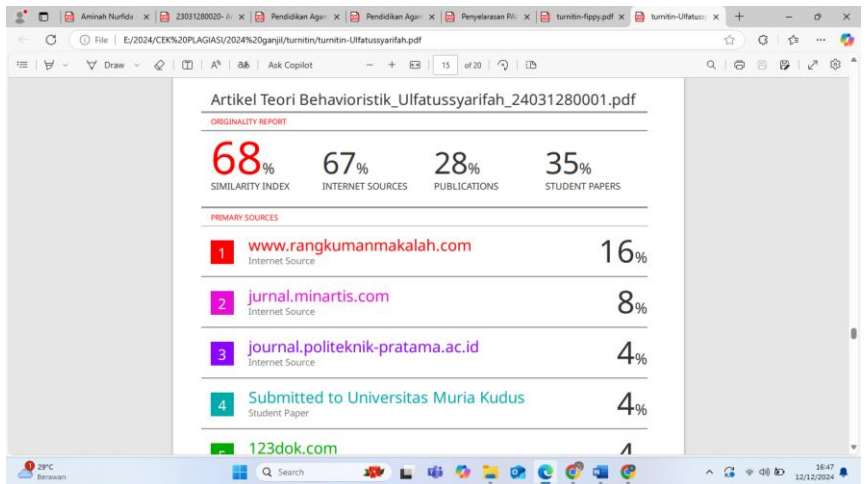 Aminah Nurfida
23031280020- A
Pendidikan Agam
Pendidikan Agam
Penyelarasan PAI
turnitin-fippy.pdf
turnitin-Ulfatussy
File | E:/2024/CEK%20PLAGIASI/2024%20ganjil/turnitin/turnitin-Ulfatussyarifah.pdf
Draw
Ask Copilot
15 of 20
Artikel Teori Behavioristik_Ulfatussyarifah_24031280001.pdf
ORIGINALITY REPORT
68% 67% 28% 35%
SIMILARITY INDEX INTERNET SOURCES PUBLICATIONS STUDENT PAPERS
PRIMARY SOURCES
1 www.rangkumanmakalah.com 16%
Internet Source
2 jurnal.minartis.com 8%
Internet Source
3 journal.politeknik-pratama.ac.id 4%
Internet Source
4 Submitted to Universitas Muria Kudus 4%
Student Paper
123dok.com
29°C
Berawan
Search
16:47
12/12/2024